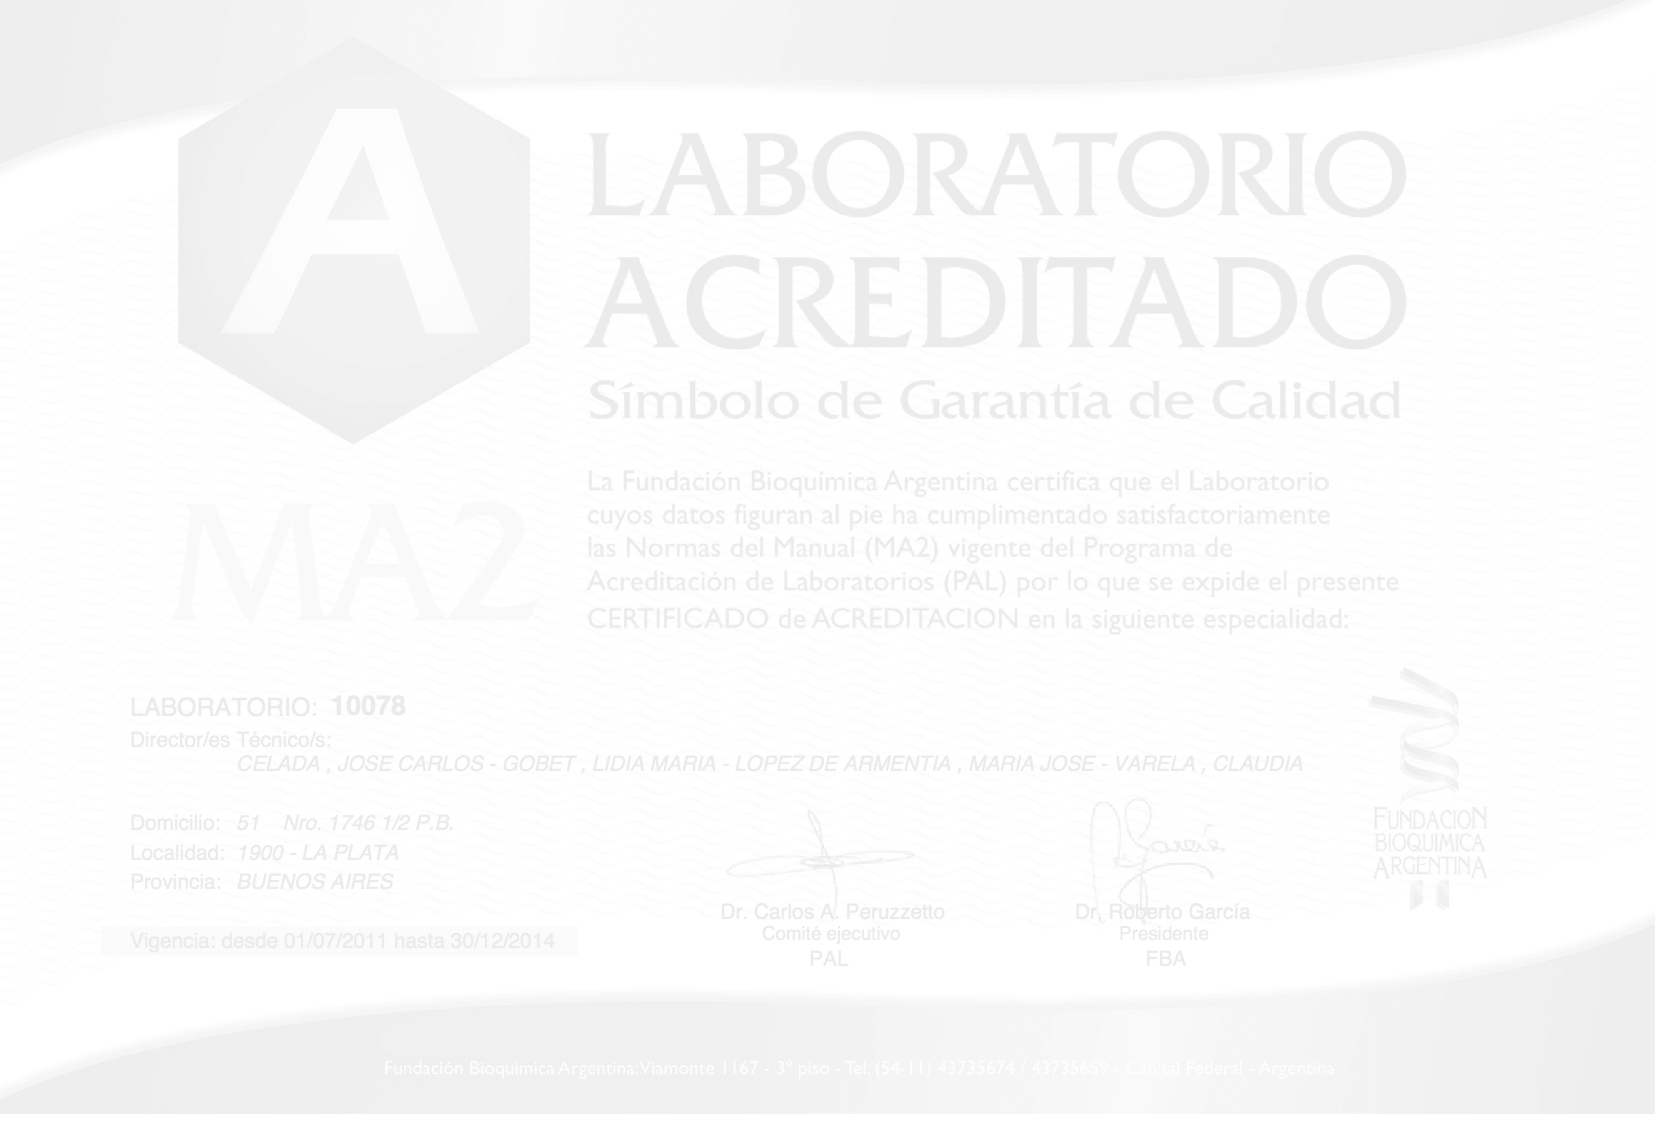 A
LABORATORIO
ACREDITADO
Símbolo de Garantía de Calidad
MA2
La Fundación Bioquímica Argentina certifica que el Laboratorio
cuyos datos figuran al pie ha cumplimentado satisfactoriamente
las Normas del Manual (MA2) vigente del Programa de
Acreditación de Laboratorios (PAL) por lo que se expide el presente
CERTIFICADO de ACREDITACION en la siguiente especialidad:
LABORATORIO: 10078
Director/es Técnico/s:
CELADA , JOSE CARLOS - GOBET , LIDIA MARIA - LOPEZ DE ARMENTIA , MARIA JOSE - VARELA , CLAUDIA
Domicilio: 51 Nro. 1746 1/2 P.B.
Localidad: 1900 - LA PLATA
Provincia: BUENOS AIRES
Vigencia: desde 01/07/2011 hasta 30/12/2014
Dr. Carlos A. Peruzzetto
Comité ejecutivo
PAL
Dr. Roberto García
Presidente
FBA
FUNDACION
BIOQUIMICA
ARGENTINA
Fundación Bioquímica Argentina: Viamonte 1167 - 3º piso - Tel: (54-11) 43735674 / 43735659 - Capital Federal - Argentina